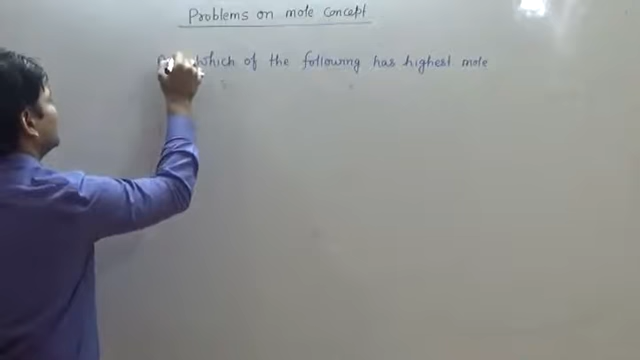 Problems on mole concept
Which of the following has highest mole